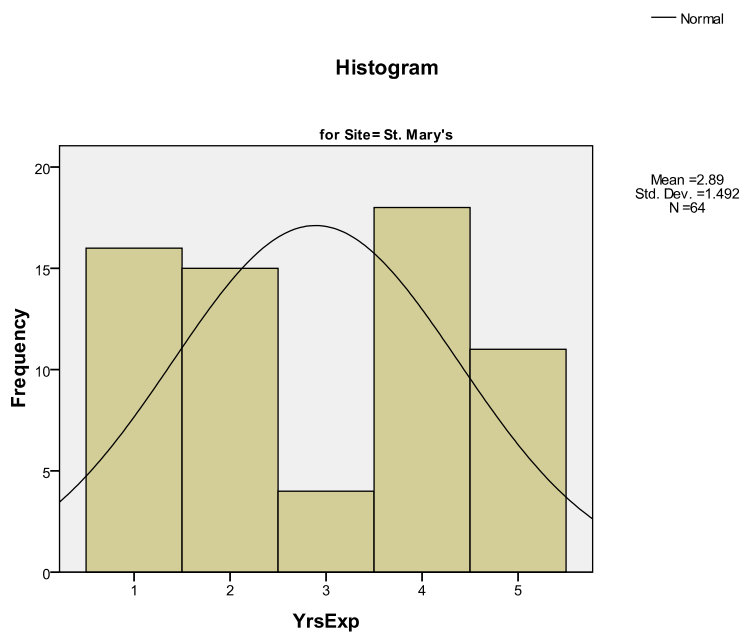 Normal
Histogram
for Site= St. Mary's
Mean =2.89
Std. Dev. =1.492
N =64
20
15
10
5
0
Frequency
1 2 3 4 5
YrsExp